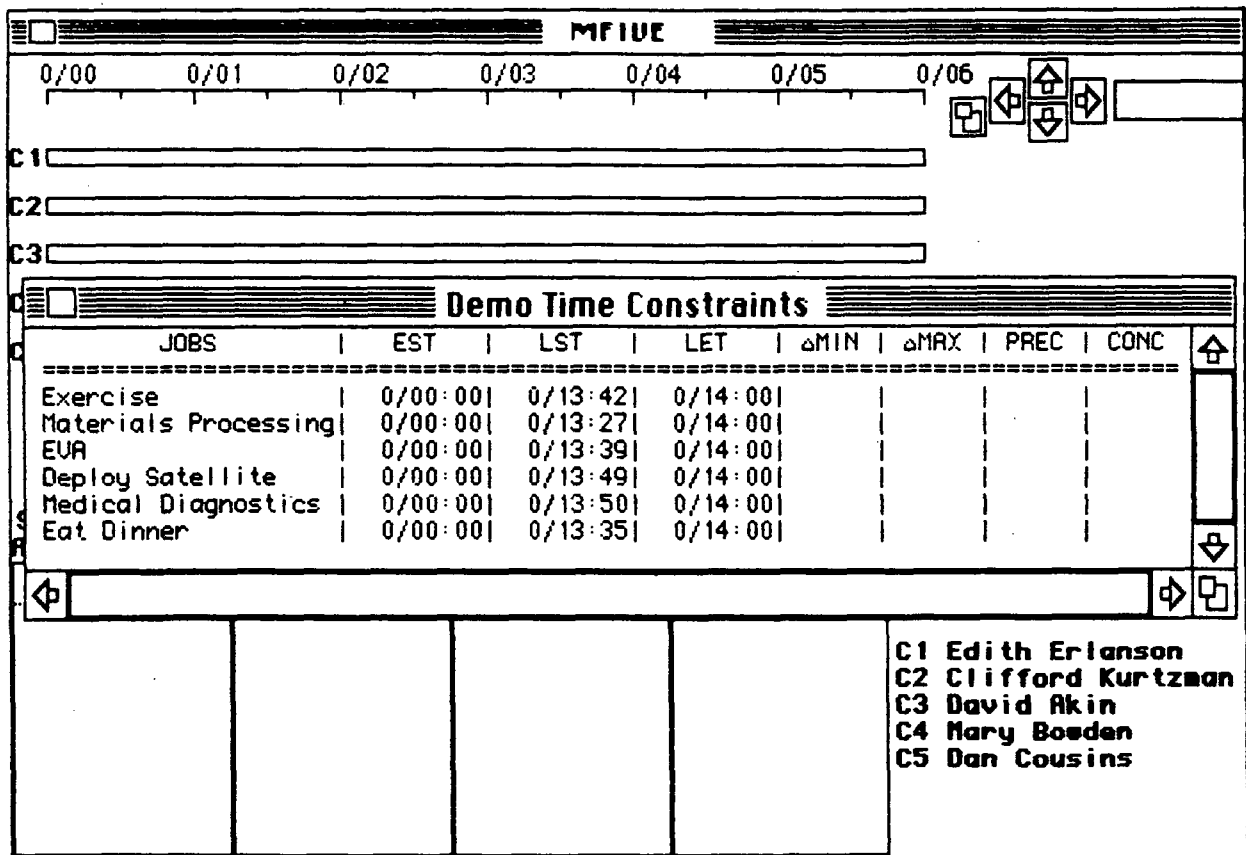 MFIVE
0/00 0/01 0/02 0/03 0/04 0/05 0/06
C1
C2
C3
Demo Time Constraints
JOBS | EST | LST | LET | △MIN | △MAX | PREC | CONC
================================================
Exercise | 0/00:00| 0/13:42| 0/14:00| | | |
Materials Processing| 0/00:00| 0/13:27| 0/14:00| | | |
EVA | 0/00:00| 0/13:39| 0/14:00| | | |
Deploy Satellite | 0/00:00| 0/13:49| 0/14:00| | | |
Medical Diagnostics | 0/00:00| 0/13:50| 0/14:00| | | |
Eat Dinner | 0/00:00| 0/13:35| 0/14:00| | | |
C1 Edith Erlanson
C2 Clifford Kurtzman
C3 David Akin
C4 Mary Bowden
C5 Dan Cousins